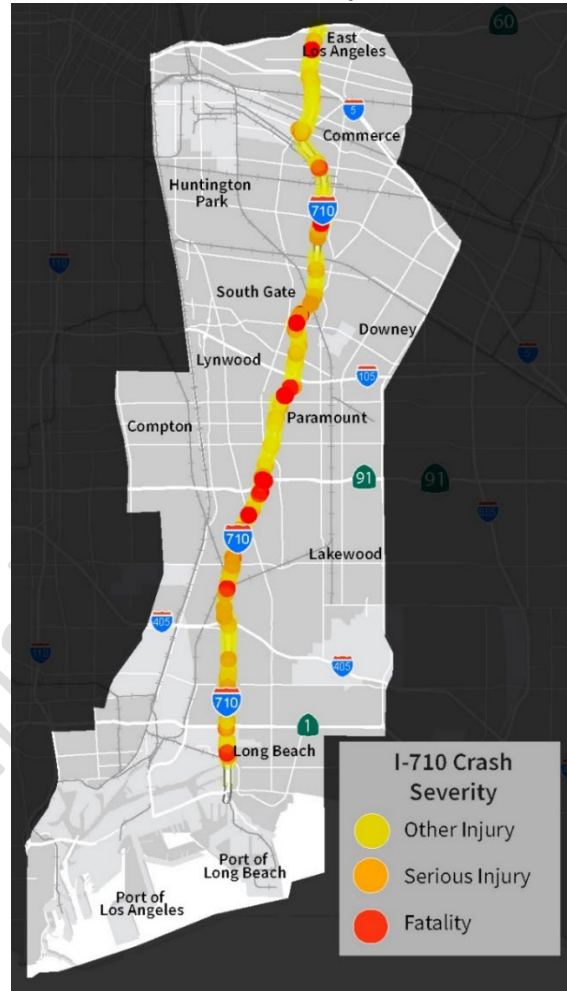 60
East
Los Angeles
5
Commerce
Huntington
Park
710
110
South Gate
Downey
5
Lynwood
105
Compton
Paramount
91
91
710
Lakewood
405
405
710
1
Long Beach
I-710 Crash
Severity
Other Injury
Serious Injury
Fatality
Port of
Long Beach
Port of
Los Angeles